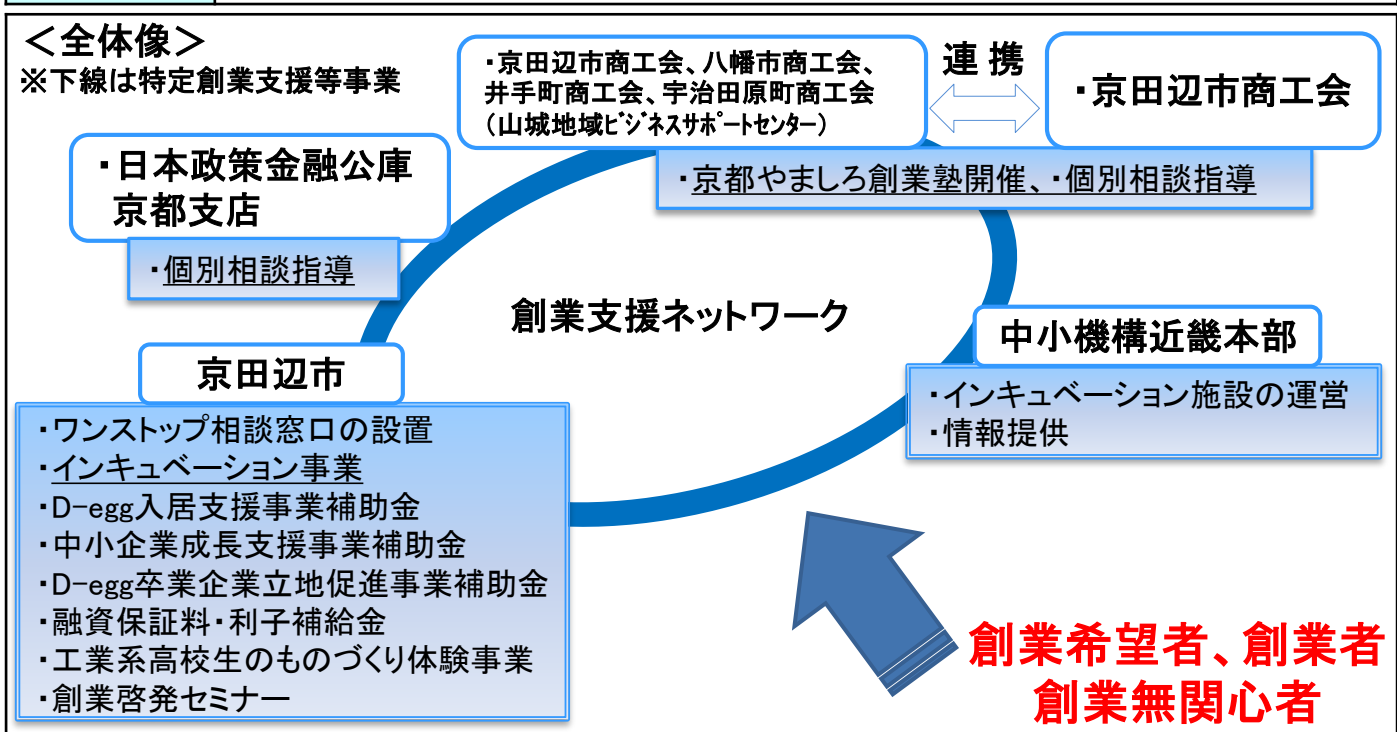 ＜全体像＞
※下線は特定創業支援等事業
・京田辺市商工会、八幡市商工会、
井手町商工会、宇治田原町商工会
（山城地域ﾋﾞｼﾞﾈｽｻﾎﾟｰﾄｾﾝﾀｰ）
連 携
・京田辺市商工会
・京都やましろ創業塾開催、・個別相談指導
・日本政策金融公庫
京都支店
・個別相談指導
創業支援ネットワーク
中小機構近畿本部
・インキュベーション施設の運営
・情報提供
京田辺市
・ワンストップ相談窓口の設置
・インキュベーション事業
・D-egg入居支援事業補助金
・中小企業成長支援事業補助金
・D-egg卒業企業立地促進事業補助金
・融資保証料・利子補給金
・工業系高校生のものづくり体験事業
・創業啓発セミナー
創業希望者、創業者
創業無関心者